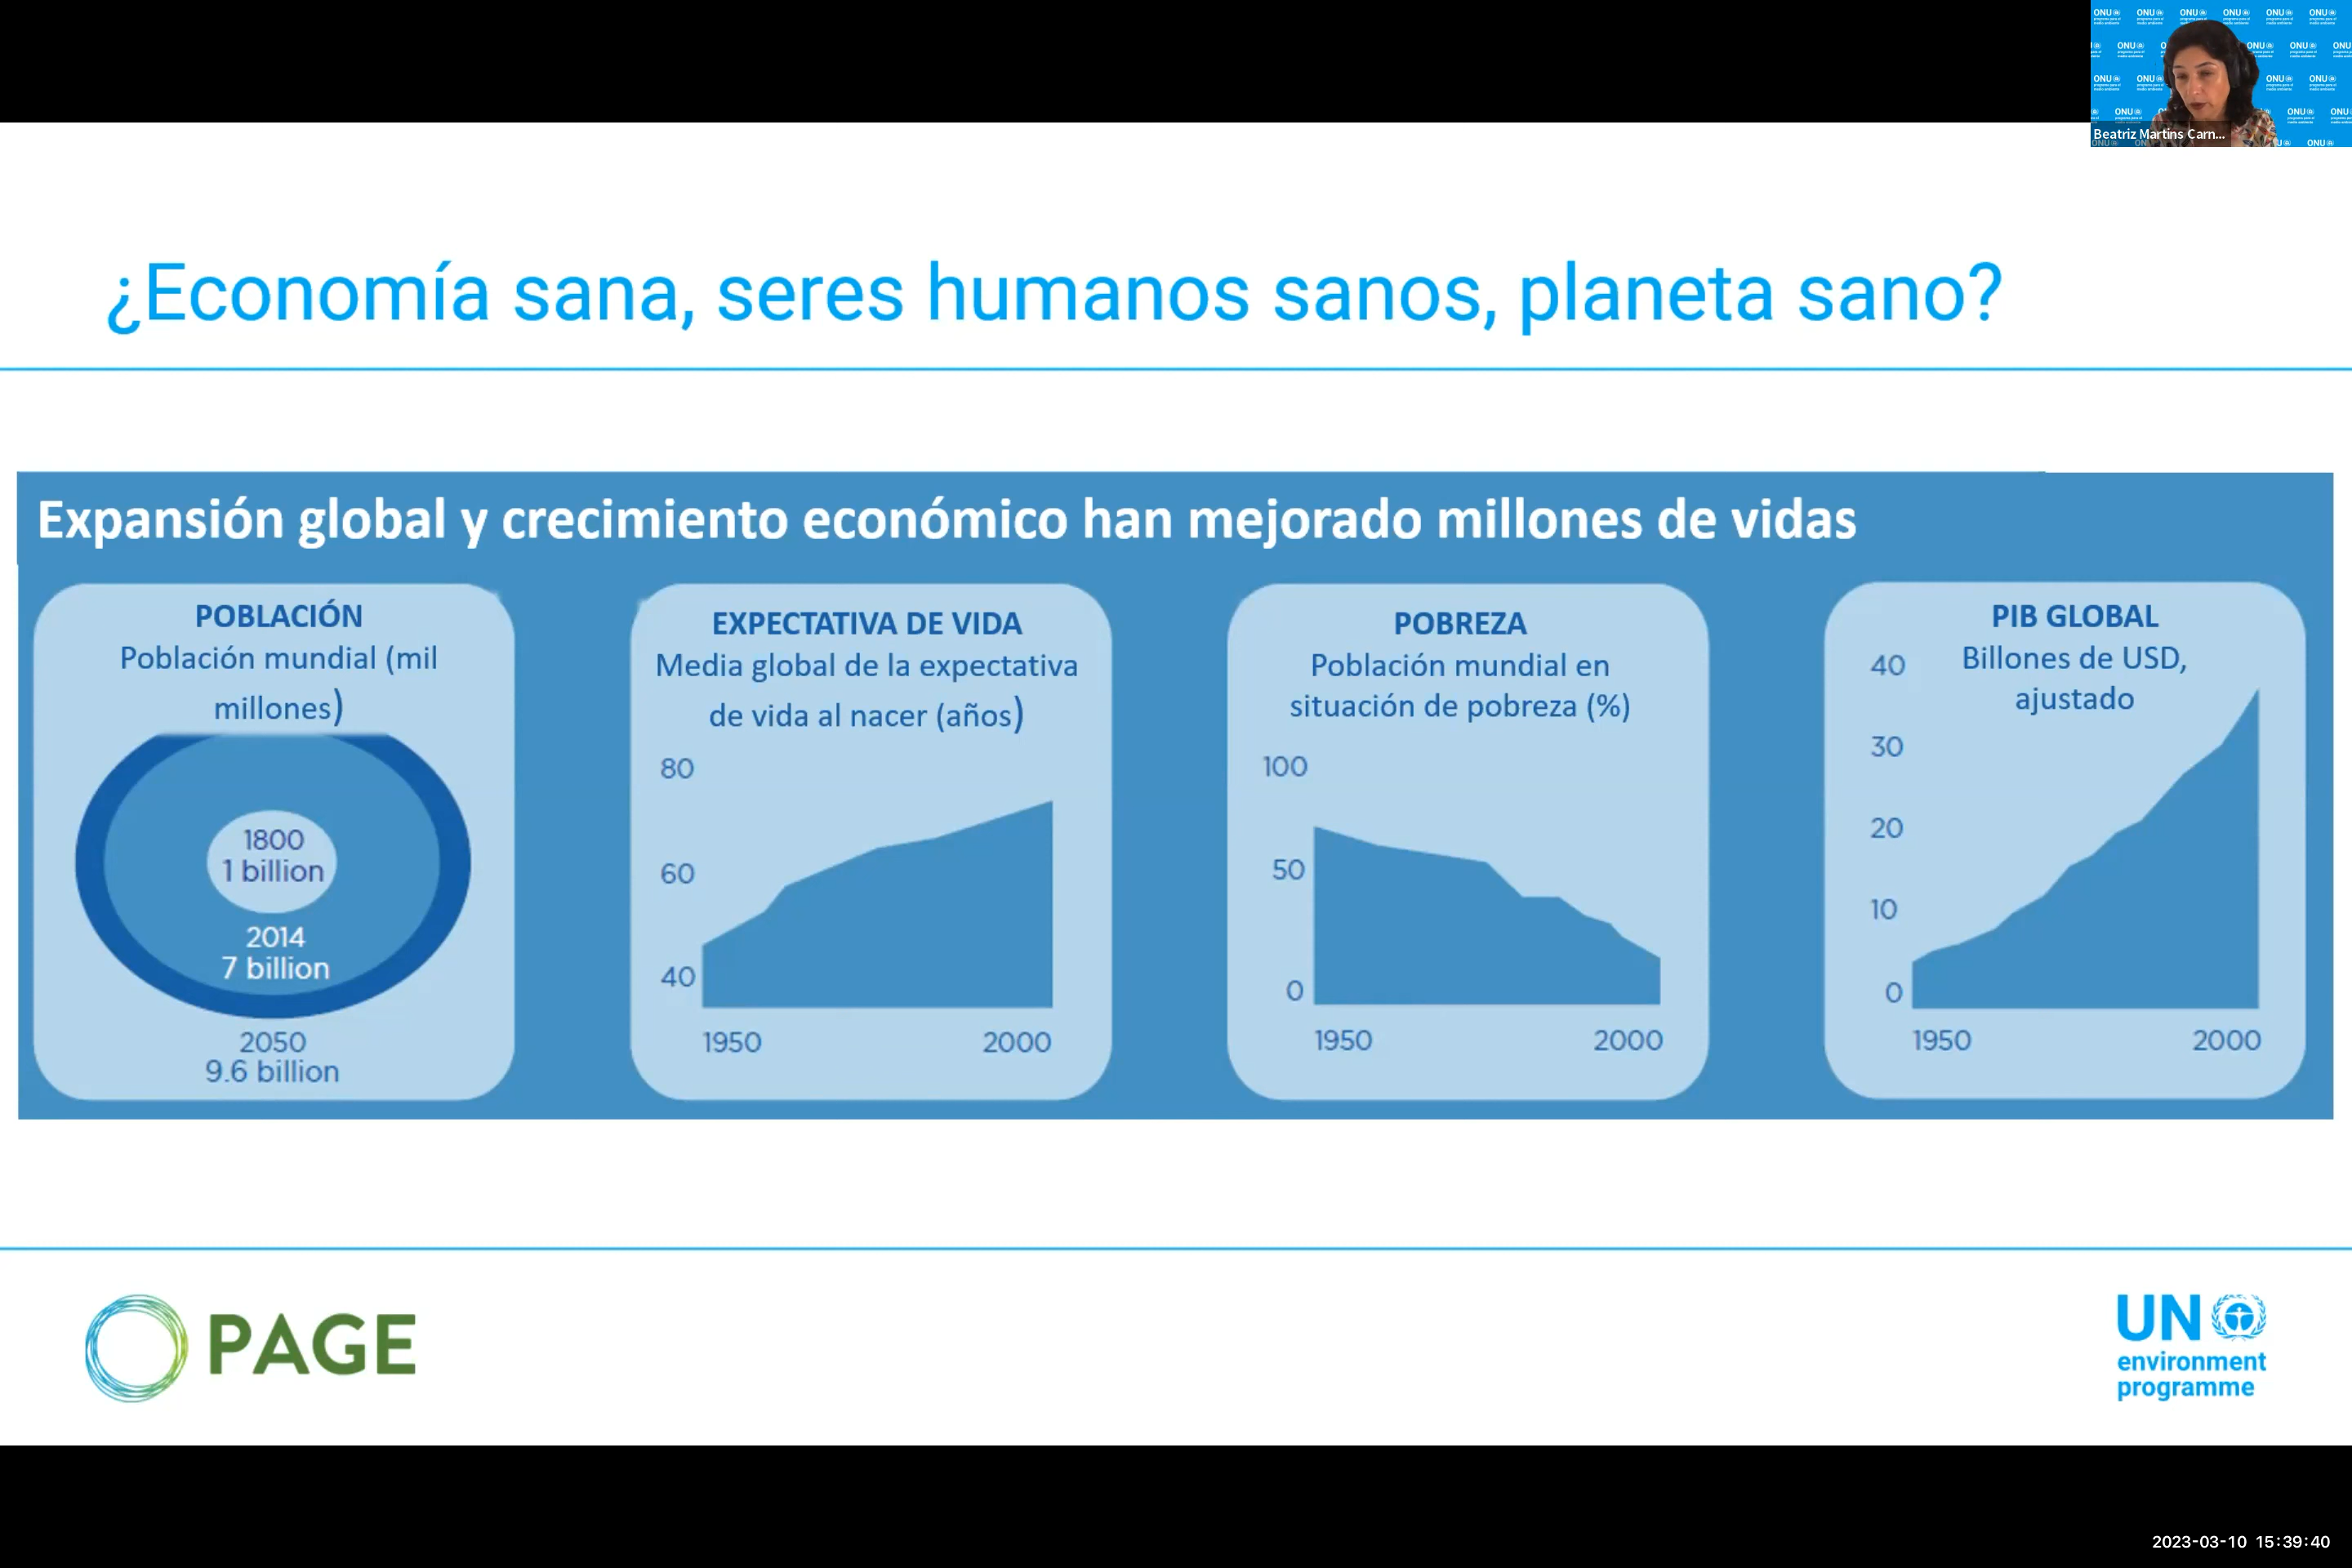 ONU
Beatriz Martins Carn...
¿Economía sana, seres humanos sanos, planeta sano?
Expansión global y crecimiento económico han mejorado millones de vidas
POBLACIÓN
Población mundial (mil
millones)
1800
1 billion
2014
7 billion
2050
9.6 billion
EXPECTATIVA DE VIDA
Media global de la expectativa
de vida al nacer (años)
80
60
40
1950 2000
POBREZA
Población mundial en
situación de pobreza (%)
100
50
0
1950 2000
PIB GLOBAL
Billones de USD,
ajustado
40
30
20
10
0
1950 2000
PAGE
UN
environment
programme
2023-03-10 15:39:40